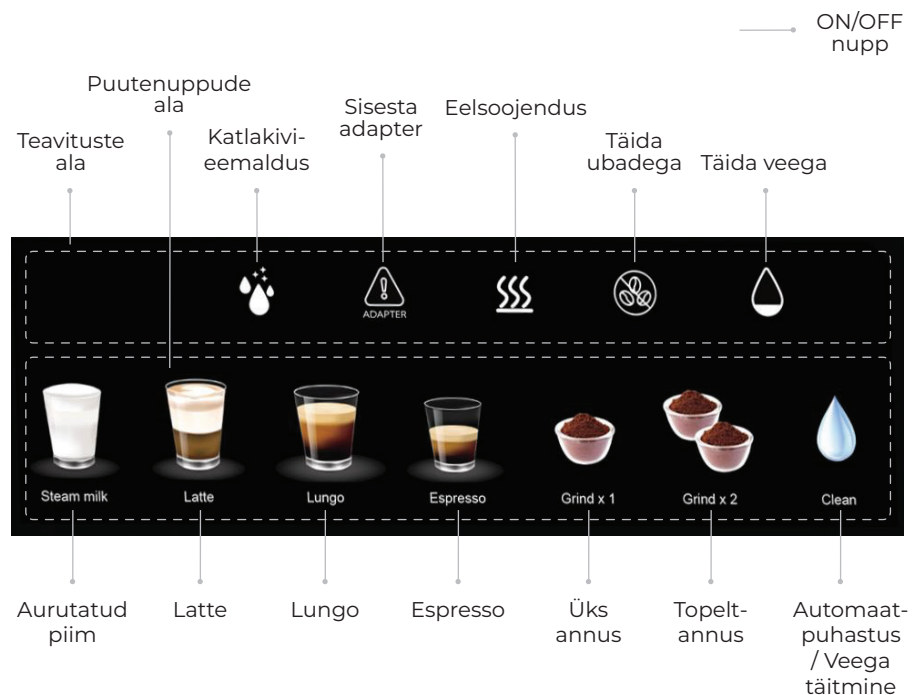 ON/OFF
nupp
Puutenuppude
ala
Sisesta
adapter
Eelsoojendus
Teavituste
ala
Katlakivi-
eemaldus
Täida
ubadega
Täida veega
ADAPTER
Steam milk
Latte
Lungo
Espresso
Grind x 1
Grind x 2
Clean
Aurutatud
piim
Latte
Lungo
Espresso
Üks
annus
Topelt-
annus
Automaat-
puhastus
/ Veega
täitmine